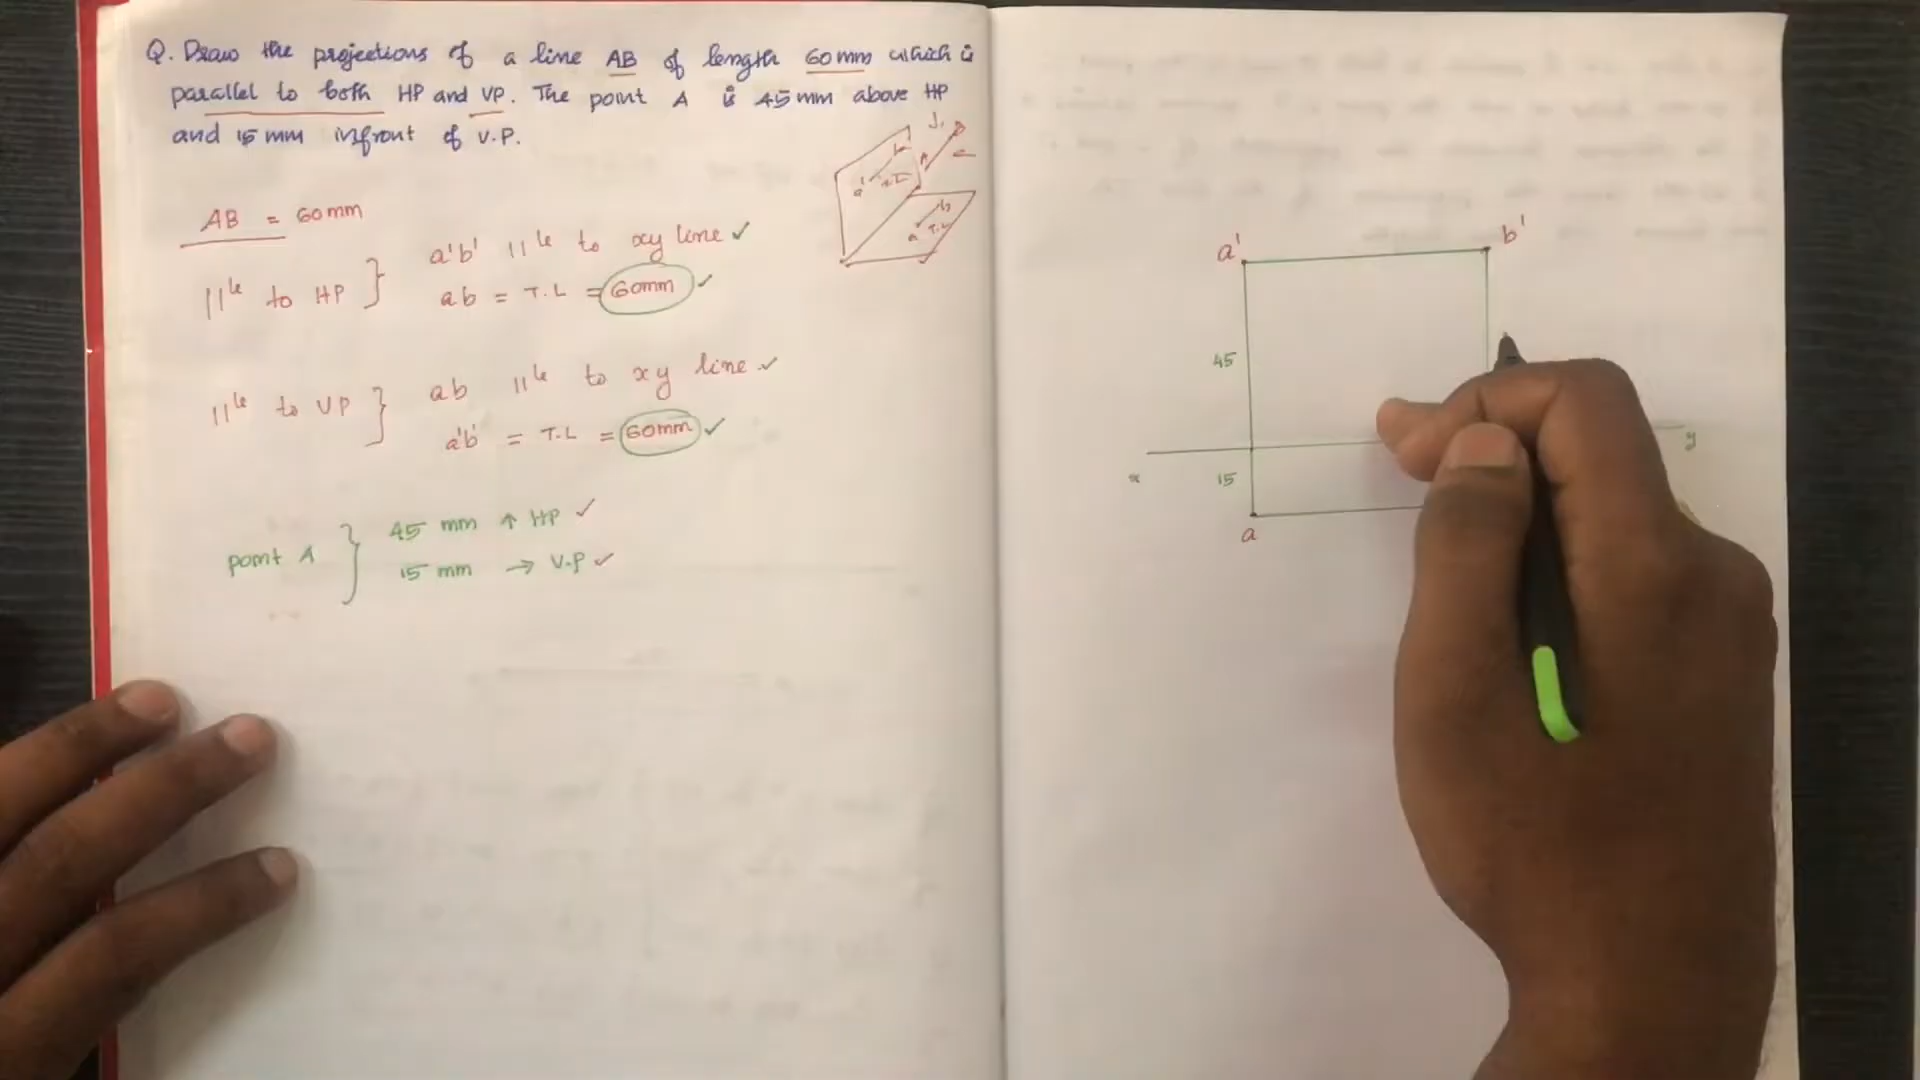 Q. Draw the projections of a line AB of length 60mm which is
parallel to both HP and VP. The point A is 45mm above HP
and 15mm infront of V.P.
AB = 60mm
||le to HP }
a'b' ||le to xy line ✓
ab = T.L = 60mm ✓
||le to VP }
ab ||le to xy line ✓
a'b' = T.L = 60mm ✓
point A }
45 mm ↑ HP ✓
15 mm → V.P ✓
a'
b'
45
x
y
15
a